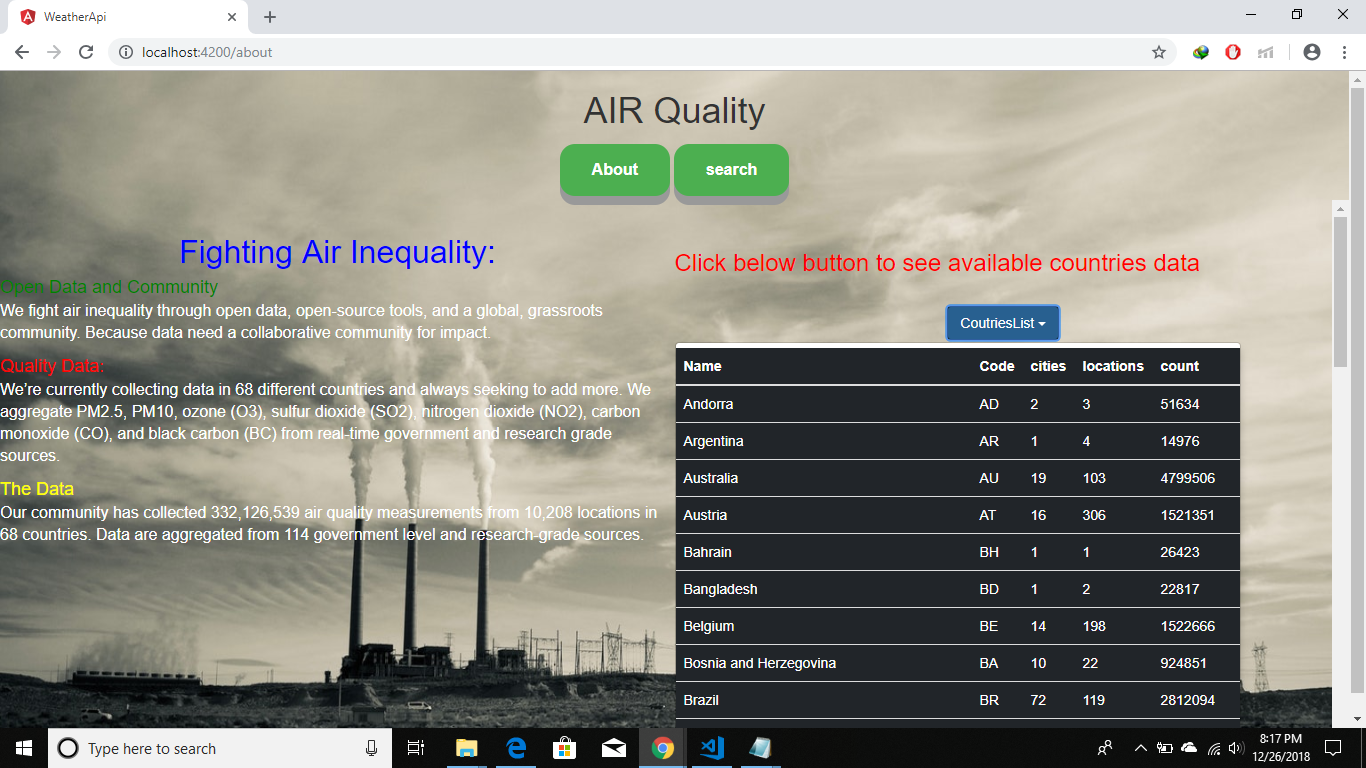 WeatherApi
localhost:4200/about
AIR Quality
About search
Fighting Air Inequality:
Open Data and Community
We fight air inequality through open data, open-source tools, and a global, grassroots
community. Because data need a collaborative community for impact.
Quality Data:
We’re currently collecting data in 68 different countries and always seeking to add more. We
aggregate PM2.5, PM10, ozone (O3), sulfur dioxide (SO2), nitrogen dioxide (NO2), carbon
monoxide (CO), and black carbon (BC) from real-time government and research grade
sources.
The Data
Our community has collected 332,126,539 air quality measurements from 10,208 locations in
68 countries. Data are aggregated from 114 government level and research-grade sources.
Click below button to see available countries data
CoutriesList
Name Code cities locations count
Andorra AD 2 3 51634
Argentina AR 1 4 14976
Australia AU 19 103 4799506
Austria AT 16 306 1521351
Bahrain BH 1 1 26423
Bangladesh BD 1 2 22817
Belgium BE 14 198 1522666
Bosnia and Herzegovina BA 10 22 924851
Brazil BR 72 119 2812094
Type here to search
8:17 PM
12/26/2018